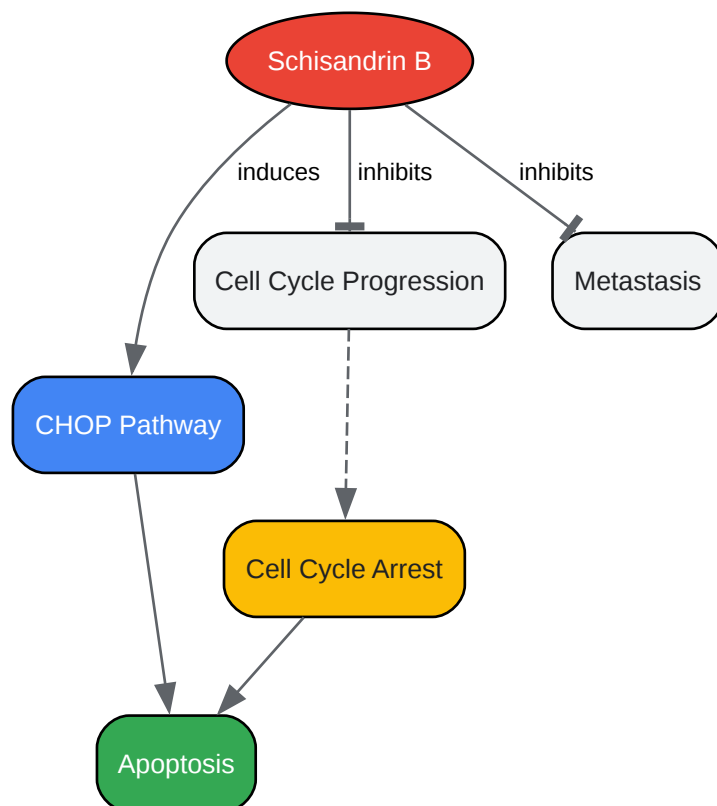 Schisandrin B
induces
inhibits
inhibits
Cell Cycle Progression
Metastasis
CHOP Pathway
Cell Cycle Arrest
Apoptosis